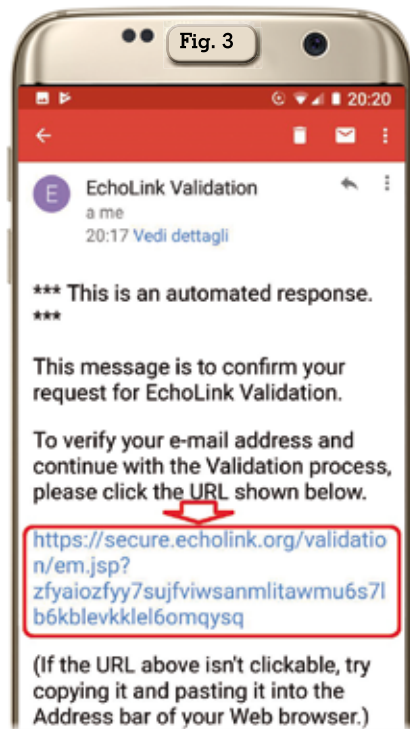 Fig. 3
20:20
E
EchoLink Validation
a me
20:17 Vedi dettagli
*** This is an automated response.
***
This message is to confirm your
request for EchoLink Validation.
To verify your e-mail address and
continue with the Validation process,
please click the URL shown below.
https://secure.echolink.org/validatio
n/em.jsp?
zfyaiozfyy7sujfviwsanmlitawmu6s7l
b6kblevkklel6omqysq
(If the URL above isn't clickable, try
copying it and pasting it into the
Address bar of your Web browser.)